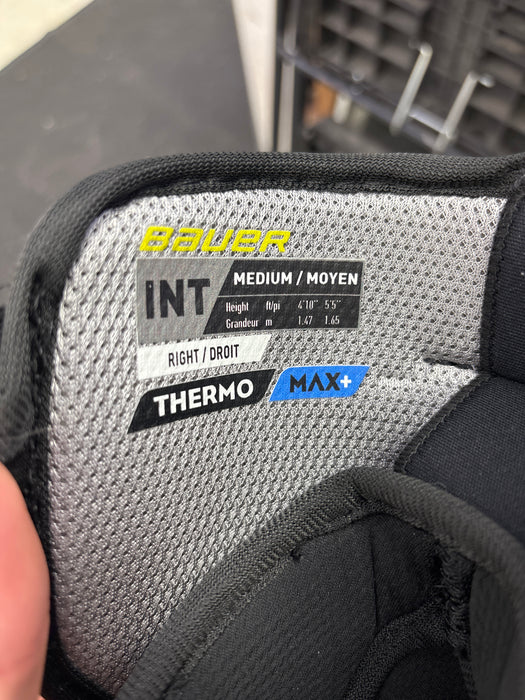 BAUER
INT
MEDIUM / MOYEN
Height ft/pi 4'10" 5'5"
Grandeur m 1.47 1.65
RIGHT / DROIT
THERMO MAX+